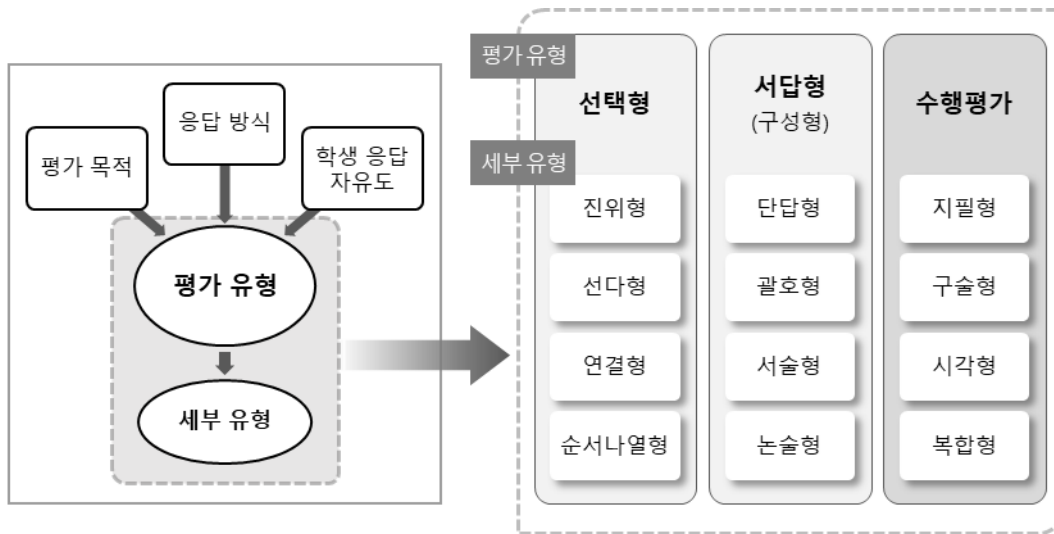 응답 방식
평가 목적
학생 응답
자유도
평가 유형
세부 유형
평가 유형
세부 유형
선택형
진위형
선다형
연결형
순서나열형
서답형
(구성형)
단답형
괄호형
서술형
논술형
수행평가
지필형
구술형
시각형
복합형